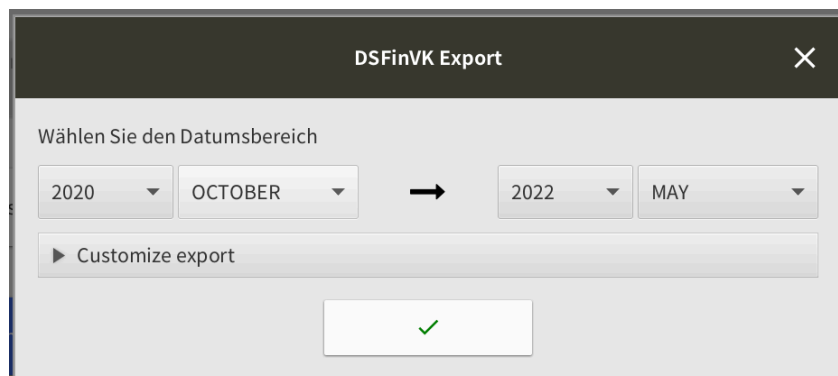 DSFinVK Export
Wählen Sie den Datumsbereich
2020 OCTOBER 2022 MAY
Customize export